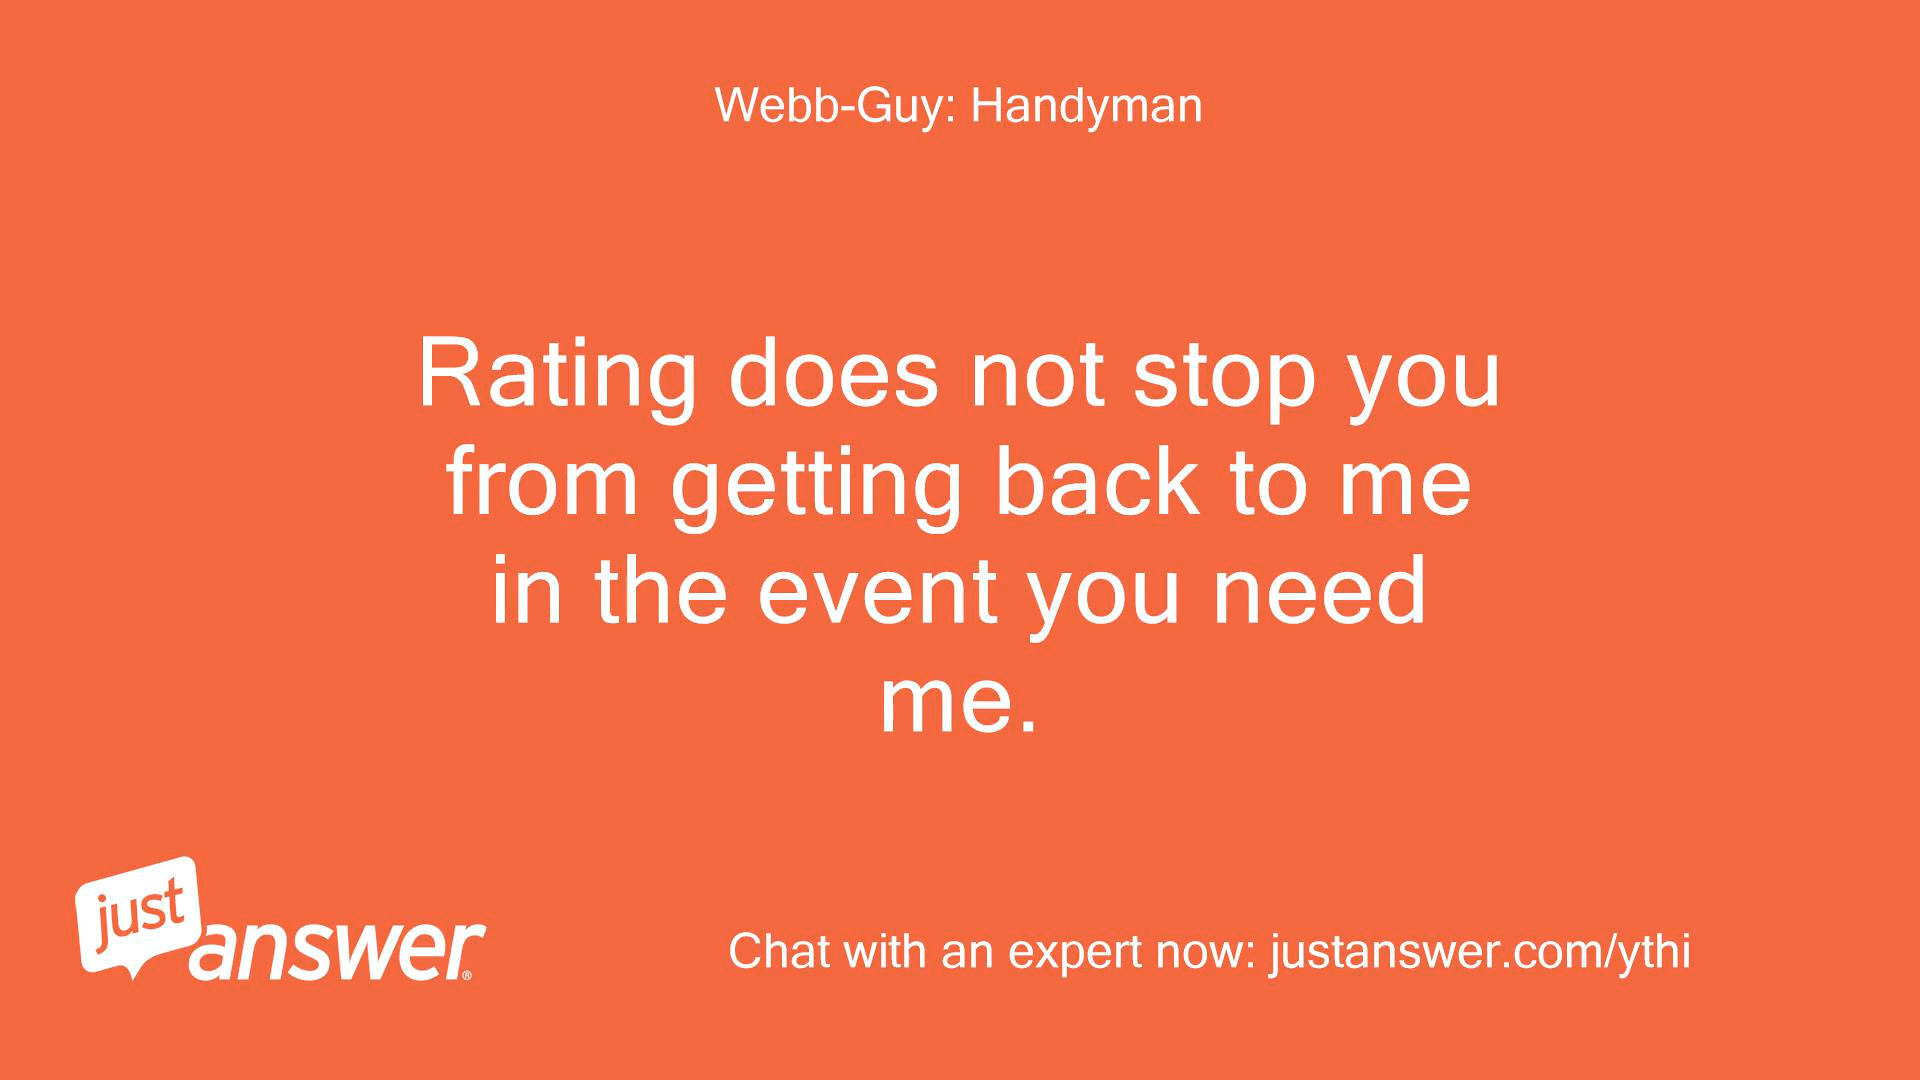 Webb-Guy: Handyman
Rating does not stop you
from getting back to me
in the event you need
me.
just
answer®
Chat with an expert now: justanswer.com/ythi